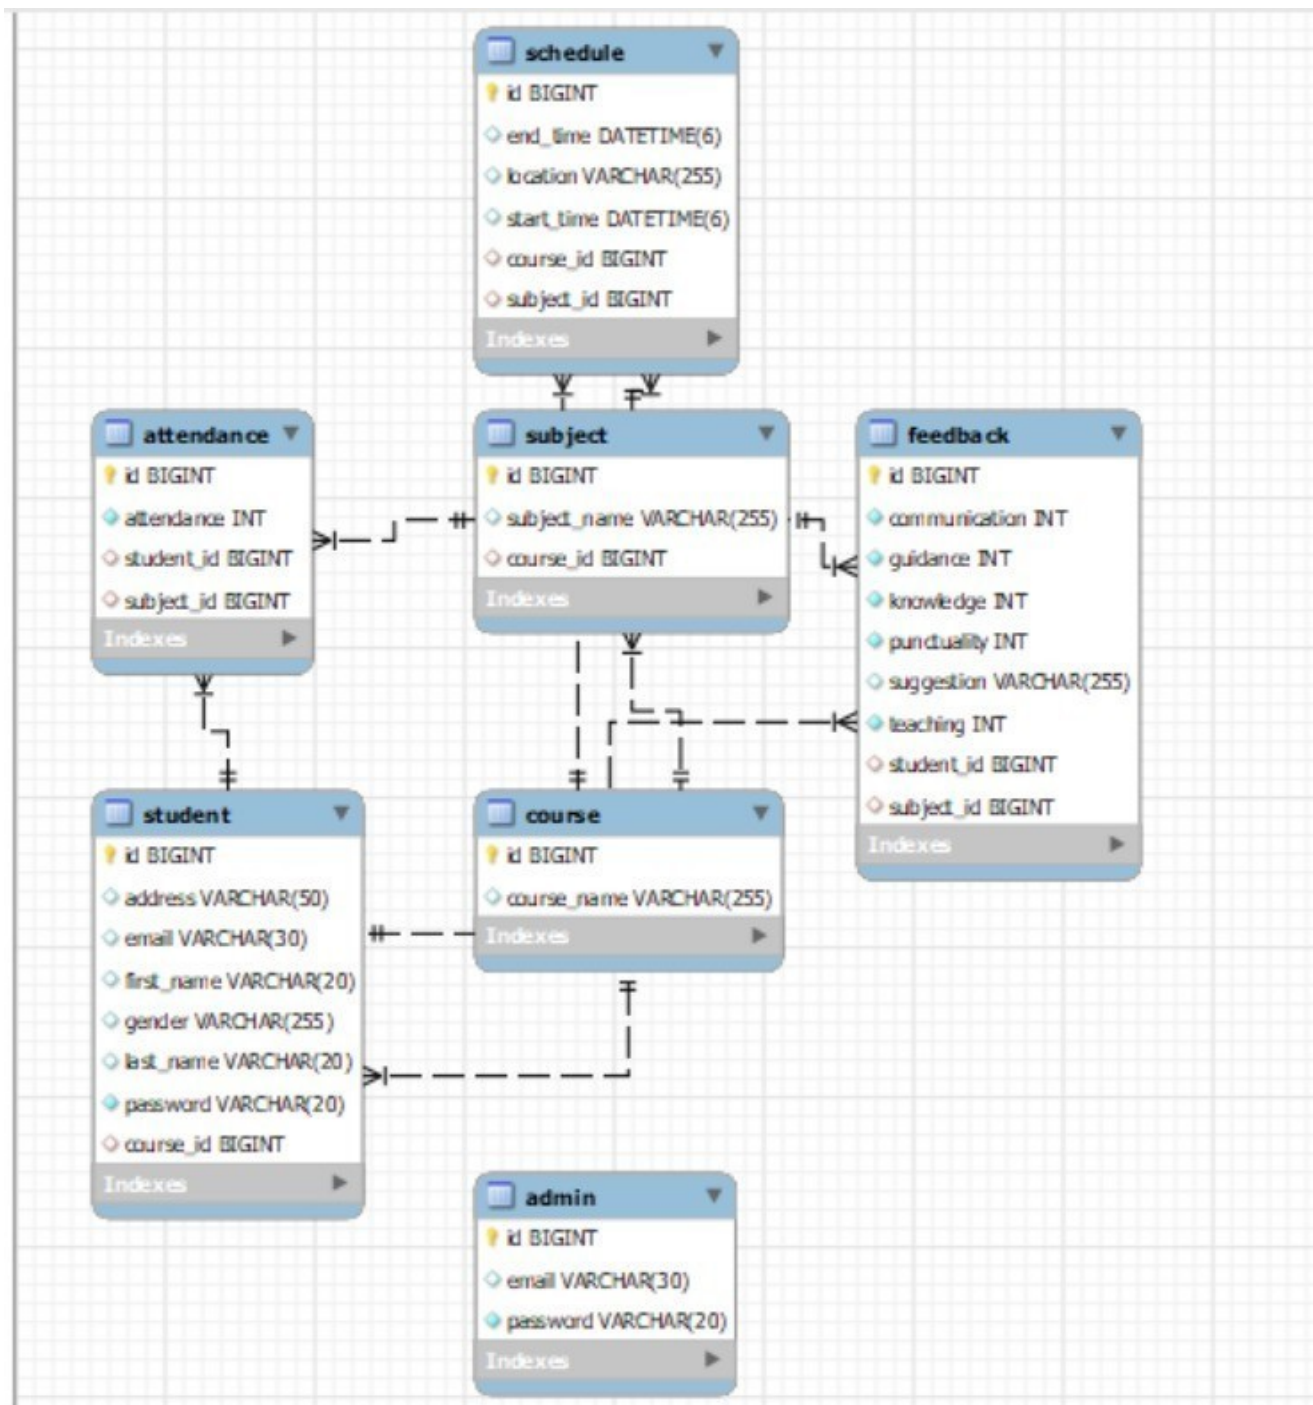 schedule
id BIGINT
end_time DATETIME(6)
location VARCHAR(255)
start_time DATETIME(6)
course_id BIGINT
subject_id BIGINT
Indexes
attendance
id BIGINT
attendance INT
student_id BIGINT
subject_id BIGINT
Indexes
subject
id BIGINT
subject_name VARCHAR(255)
course_id BIGINT
Indexes
feedback
id BIGINT
communication INT
guidance INT
knowledge INT
punctuality INT
suggestion VARCHAR(255)
teaching INT
student_id BIGINT
subject_id BIGINT
Indexes
student
id BIGINT
address VARCHAR(50)
email VARCHAR(30)
first_name VARCHAR(20)
gender VARCHAR(255)
last_name VARCHAR(20)
password VARCHAR(20)
course_id BIGINT
Indexes
course
id BIGINT
course_name VARCHAR(255)
Indexes
admin
id BIGINT
email VARCHAR(30)
password VARCHAR(20)
Indexes